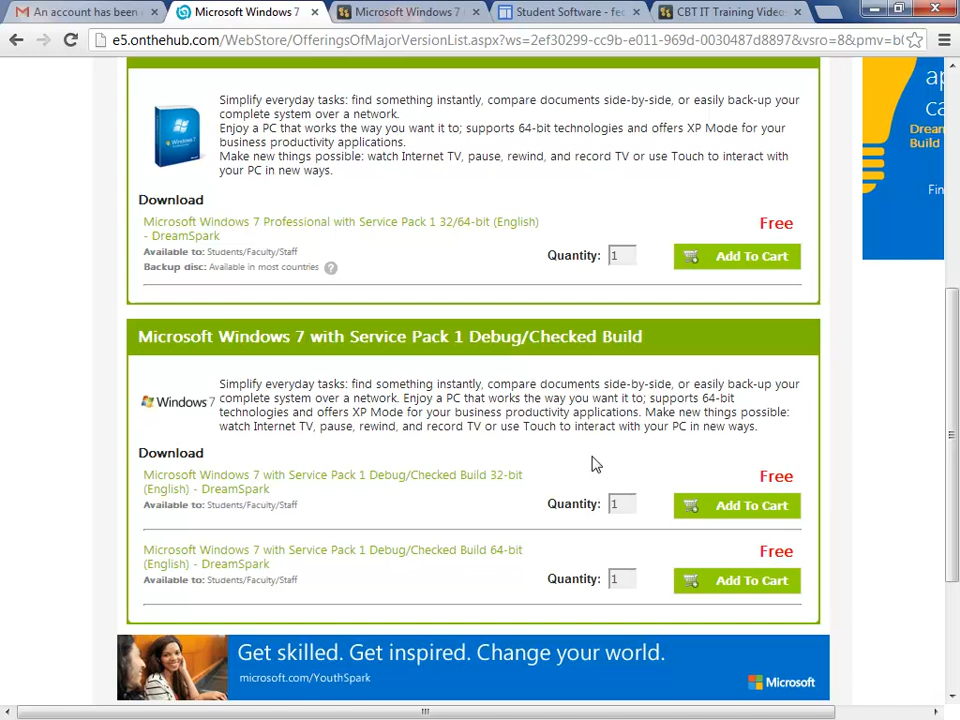 An account has been
Microsoft Windows 7
Microsoft Windows 7
Student Software - fe
CBT IT Training Video
e5.onthehub.com/WebStore/OfferingsOfMajorVersionList.aspx?ws=2ef30299-cc9b-e011-969d-0030487d8897&vsro=8&pmv=b
Simplify everyday tasks: find something instantly, compare documents side-by-side, or easily back-up your
complete system over a network.
Enjoy a PC that works the way you want it to; supports 64-bit technologies and offers XP Mode for your
business productivity applications.
Make new things possible: watch Internet TV, pause, rewind, and record TV or use Touch to interact with
your PC in new ways.
Download
Microsoft Windows 7 Professional with Service Pack 1 32/64-bit (English)
- DreamSpark
Free
Available to: Students/Faculty/Staff
Quantity: 1
Add To Cart
Backup disc: Available in most countries ?
Microsoft Windows 7 with Service Pack 1 Debug/Checked Build
Windows 7
Simplify everyday tasks: find something instantly, compare documents side-by-side, or easily back-up your
complete system over a network. Enjoy a PC that works the way you want it to; supports 64-bit
technologies and offers XP Mode for your business productivity applications. Make new things possible:
watch Internet TV, pause, rewind, and record TV or use Touch to interact with your PC in new ways.
Download
Microsoft Windows 7 with Service Pack 1 Debug/Checked Build 32-bit
(English) - DreamSpark
Free
Available to: Students/Faculty/Staff
Quantity: 1
Add To Cart
Microsoft Windows 7 with Service Pack 1 Debug/Checked Build 64-bit
(English) - DreamSpark
Free
Available to: Students/Faculty/Staff
Quantity: 1
Add To Cart
Get skilled. Get inspired. Change your world.
microsoft.com/YouthSpark
Microsoft
ap
ca
Drea
Build
Fin